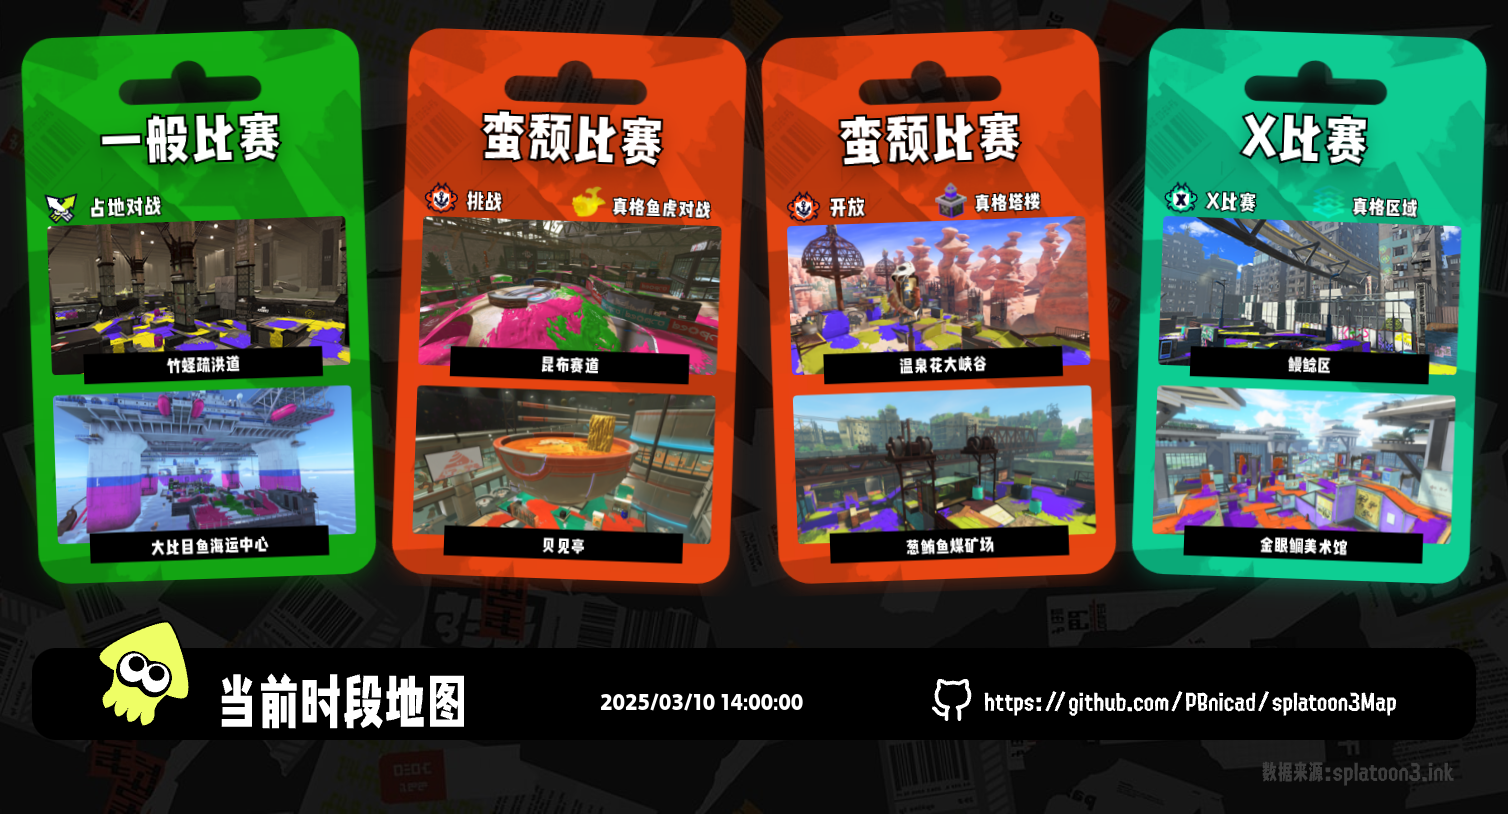 一般比赛
占地对战
竹蛏疏洪道
大比目鱼海运中心
蛮颓比赛
挑战
真格鱼虎对战
昆布赛道
贝见亭
蛮颓比赛
开放
真格塔楼
温泉花大峡谷
葱鲔鱼煤矿场
X比赛
X比赛
真格区域
鳗鲶区
金眼鲷美术馆
当前时段地图
2025/03/10 14:00:00
https://github.com/PBnicad/splatoon3Map
数据来源:splatoon3.ink